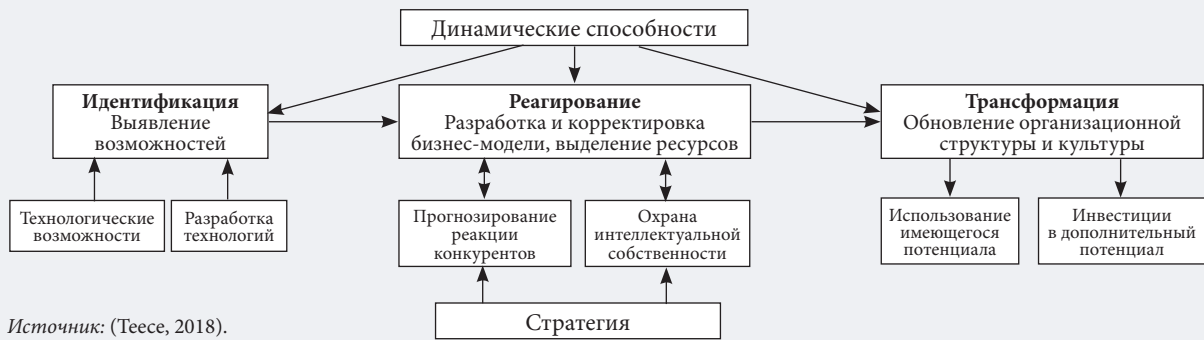 Динамические способности
Идентификация
Выявление
возможностей
Реагирование
Разработка и корректировка
бизнес-модели, выделение ресурсов
Трансформация
Обновление организационной
структуры и культуры
Технологические
возможности
Разработка
технологий
Прогнозирование
реакции
конкурентов
Охрана
интеллектуальной
собственности
Использование
имеющегося
потенциала
Инвестиции
в дополнительный
потенциал
Стратегия
Источник: (Teece, 2018).